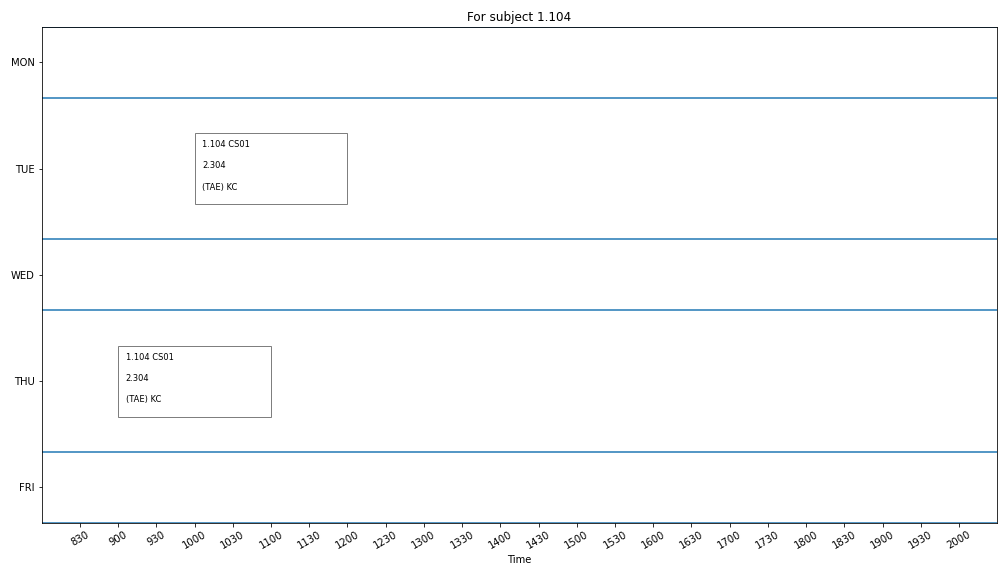 For subject 1.104
MON
TUE
1.104 CS01
2.304
(TAE) KC
WED
THU
1.104 CS01
2.304
(TAE) KC
FRI
830 900 930 1000 1030 1100 1130 1200 1230 1300 1330 1400 1430 1500 1530 1600 1630 1700 1730 1800 1830 1900 1930 2000
Time